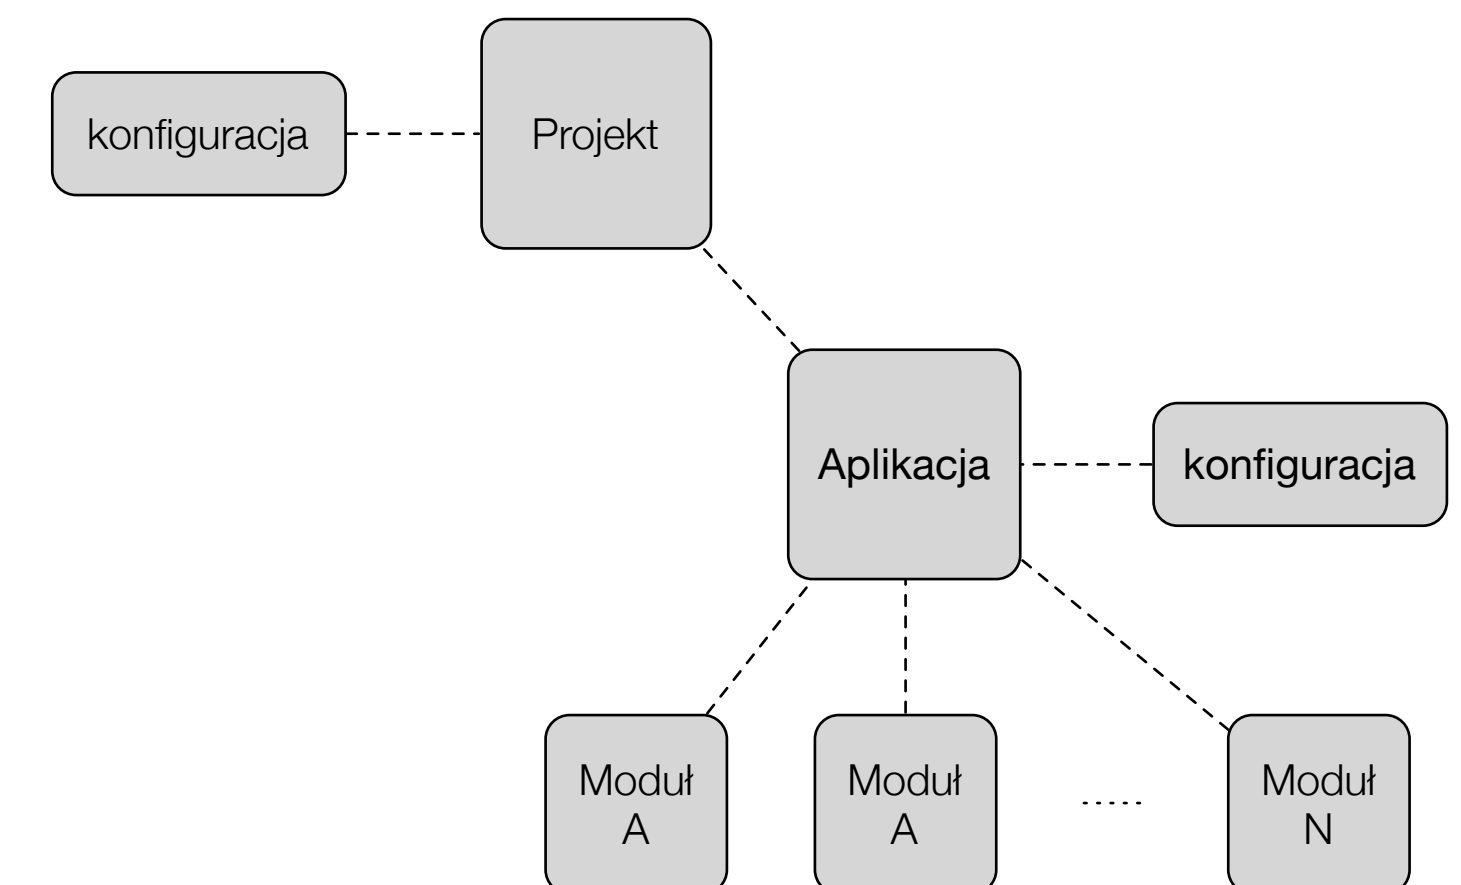 konfiguracja
Projekt
Aplikacja
konfiguracja
Moduł
A
Moduł
A
Moduł
N